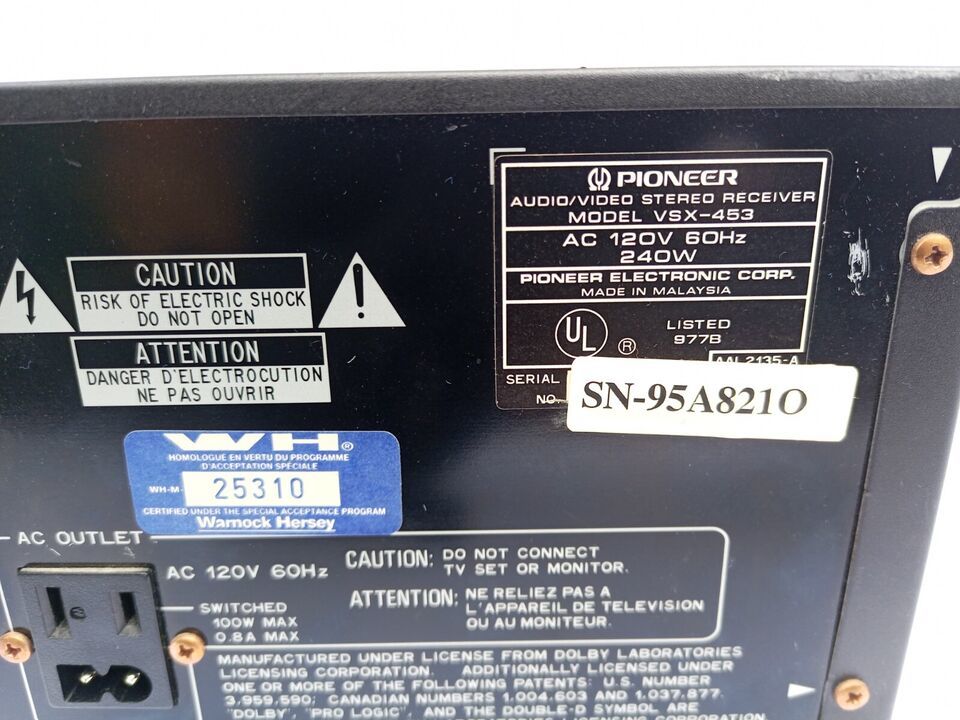 PIONEER
AUDIO/VIDEO STEREO RECEIVER
MODEL VSX-453
AC 120V 60Hz
240W
PIONEER ELECTRONIC CORP.
MADE IN MALAYSIA
UL ®
LISTED
977B
AAL2135-A
SERIAL
NO.
SN-95A821O
CAUTION
RISK OF ELECTRIC SHOCK
DO NOT OPEN
ATTENTION
DANGER D'ELECTROCUTION
NE PAS OUVRIR
WH®
HOMOLOGUE EN VERTU DU PROGRAMME
D'ACCEPTATION SPÉCIALE
WH-M- 25310
CERTIFIED UNDER THE SPECIAL ACCEPTANCE PROGRAM
Warnock Hersey
AC OUTLET
AC 120V 60Hz
SWITCHED
100W MAX
0.8A MAX
CAUTION: DO NOT CONNECT
TV SET OR MONITOR.
ATTENTION: NE RELIEZ PAS A
L'APPAREIL DE TELEVISION
OU AU MONITEUR.
MANUFACTURED UNDER LICENSE FROM DOLBY LABORATORIES
LICENSING CORPORATION. ADDITIONALLY LICENSED UNDER
ONE OR MORE OF THE FOLLOWING PATENTS: U.S. NUMBER
3,959,590; CANADIAN NUMBERS 1,004,603 AND 1,037,877.
"DOLBY", "PRO LOGIC", AND THE DOUBLE-D SYMBOL ARE
LABORATORIES LICENSING CORPORATION